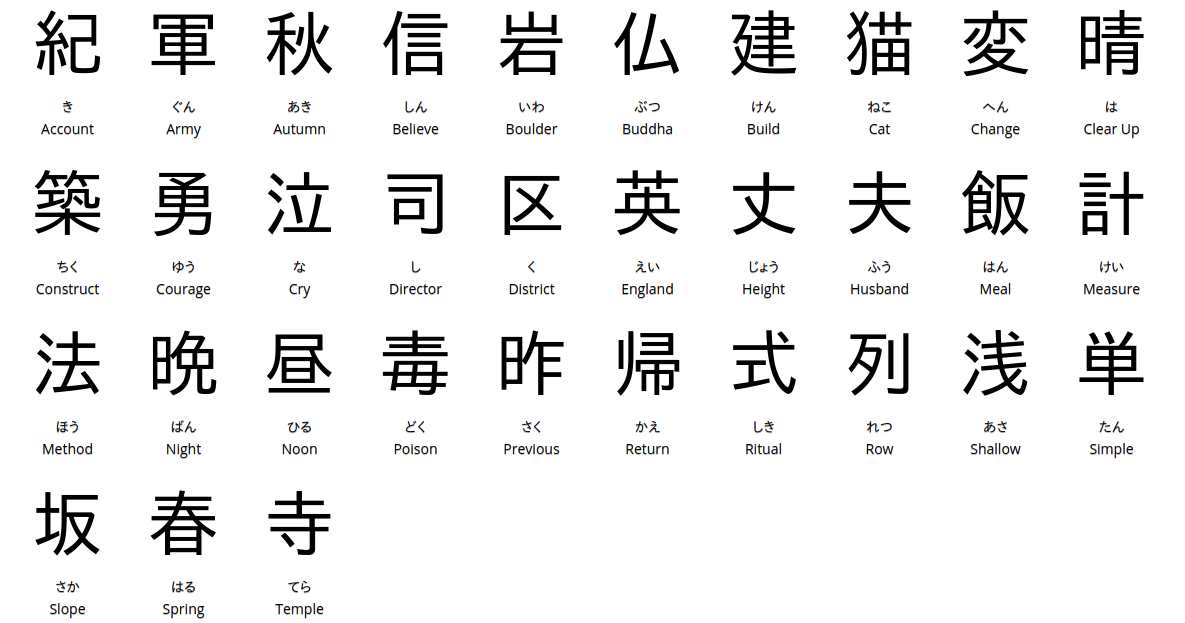 紀 軍 秋 信 岩 仏 建 猫 変 晴
き ぐん あき しん いわ ぶつ けん ねこ へん は
Account Army Autumn Believe Boulder Buddha Build Cat Change Clear Up
築 勇 泣 司 区 英 丈 夫 飯 計
ちく ゆう な し く えい じょう ふう はん けい
Construct Courage Cry Director District England Height Husband Meal Measure
法 晩 昼 毒 昨 帰 式 列 浅 単
ほう ばん ひる どく さく かえ しき れつ あさ たん
Method Night Noon Poison Previous Return Ritual Row Shallow Simple
坂 春 寺
さか はる てら
Slope Spring Temple